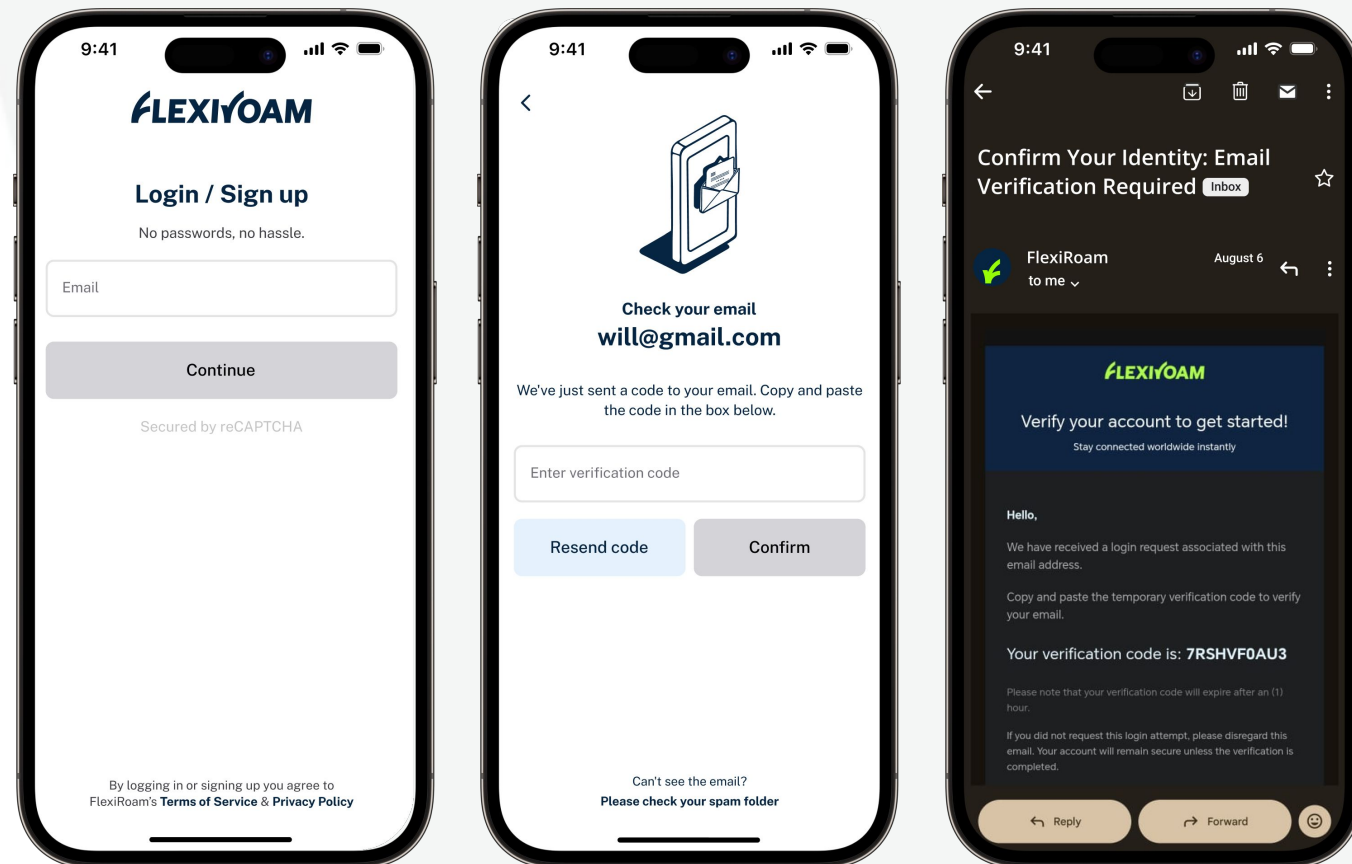 9:41
FLEXIROAM
Login / Sign up
No passwords, no hassle.
Email
Continue
Secured by reCAPTCHA
By logging in or signing up you agree to
FlexiRoam's Terms of Service & Privacy Policy
9:41
Check your email
will@gmail.com
We've just sent a code to your email. Copy and paste
the code in the box below.
Enter verification code
Resend code
Confirm
Can't see the email?
Please check your spam folder
9:41
Confirm Your Identity: Email
Verification Required Inbox
FlexiRoam August 6
to me
FLEXIROAM
Verify your account to get started!
Stay connected worldwide instantly
Hello,
We have received a login request associated with this
email address.
Copy and paste the temporary verification code to verify
your email.
Your verification code is: 7RSHVF0AU3
Please note that your verification code will expire after an (1)
hour.
If you did not request this login attempt, please disregard this
email. Your account will remain secure unless the verification is
completed.
Reply
Forward